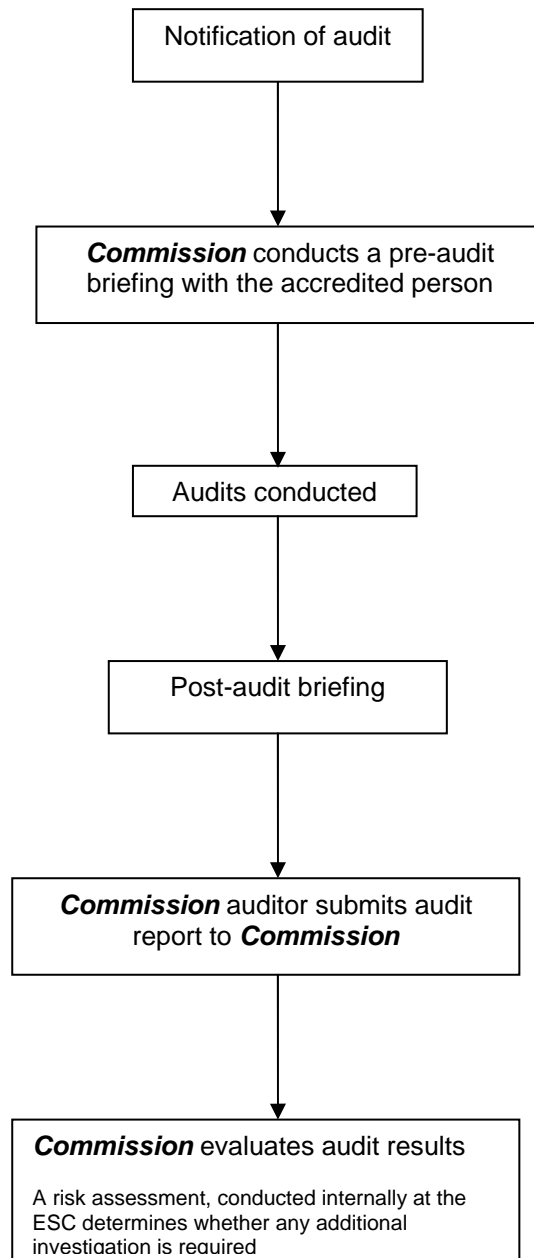 Notification of audit
Commission conducts a pre-audit
briefing with the accredited person
Audits conducted
Post-audit briefing
Commission auditor submits audit
report to Commission
Commission evaluates audit results
A risk assessment, conducted internally at the
ESC determines whether any additional
investigation is required